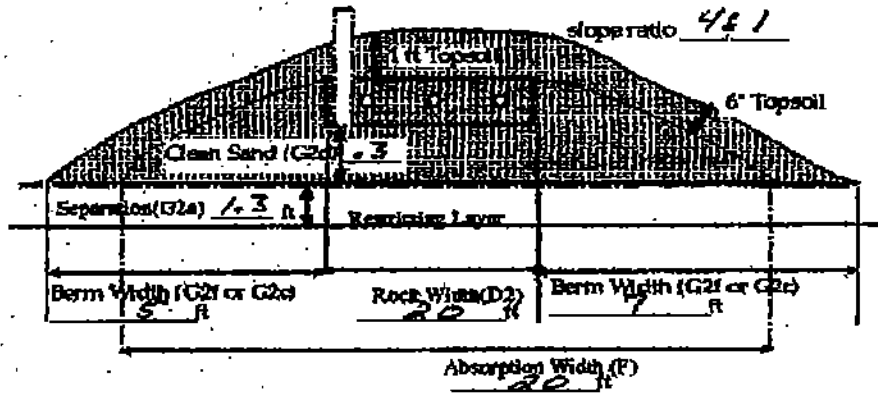 slope ratio 4:1
1 ft Topsoil
6" Topsoil
Clean Sand (G2d) .3
Separation(G2a) 1.3 ft
Restricting Layer
Berm Width (G2f or G2e)
5 ft
Rock Width(D2)
20 ft
Berm Width (G2f or G2e)
7 ft
Absorption Width (F)
20 ft